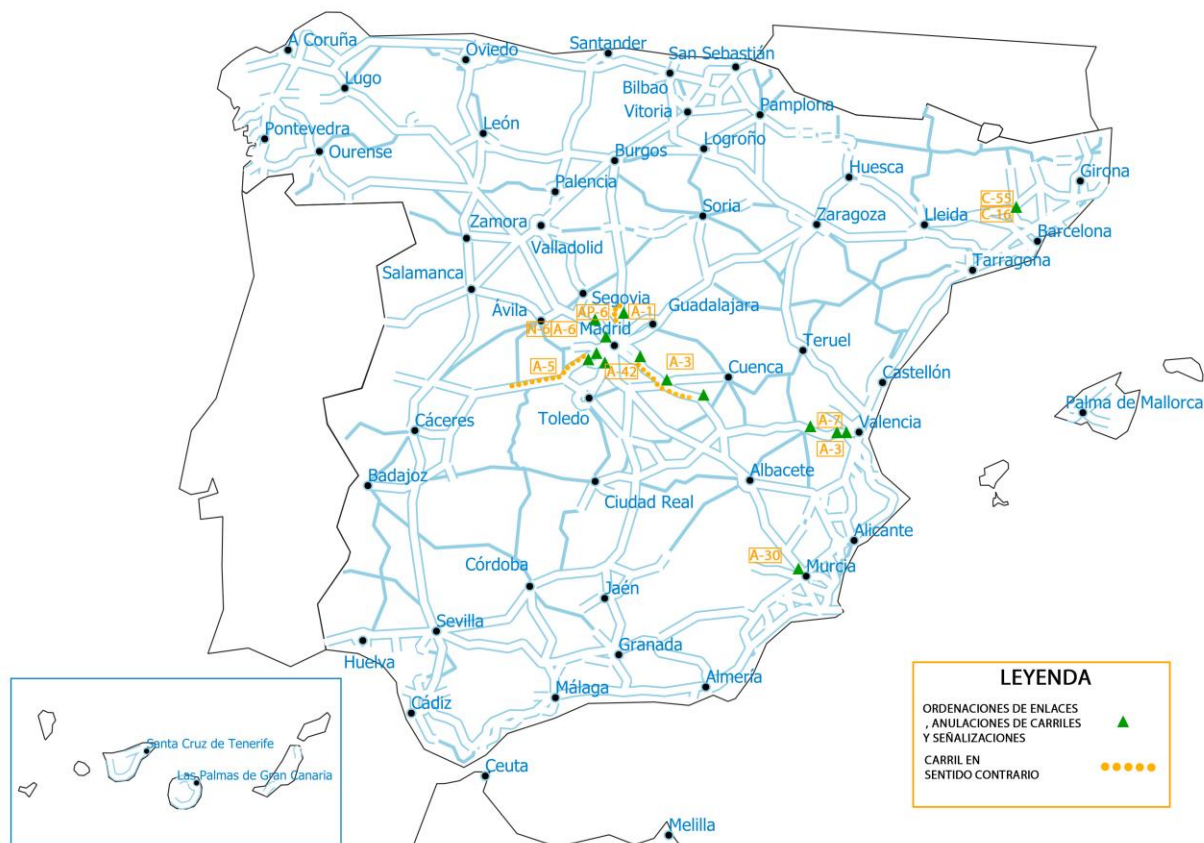 A Coruña
Oviedo
Santander
San Sebastián
Lugo
Bilbao
Vitoria
Pamplona
Pontevedra
Ourense
León
Logroño
Burgos
Huesca
Girona
Palencia
C-55
C-16
Zamora
Soria
Zaragoza
Lleida
Barcelona
Valladolid
Tarragona
Salamanca
Segovia
Guadalajara
Ávila
AP-6
A-1
N-6
A-6
Madrid
Teruel
A-5
A-42
A-3
Cuenca
Castellón
Toledo
Palma de Mallorca
Cáceres
A-7
Valencia
A-3
Badajoz
Albacete
Ciudad Real
Alicante
A-30
Murcia
Córdoba
Jaén
Sevilla
Huelva
Granada
Almería
Málaga
Cádiz
Santa Cruz de Tenerife
Las Palmas de Gran Canaria
Ceuta
Melilla
LEYENDA
ORDENACIONES DE ENLACES
, ANULACIONES DE CARRILES
Y SEÑALIZACIONES
CARRIL EN
SENTIDO CONTRARIO